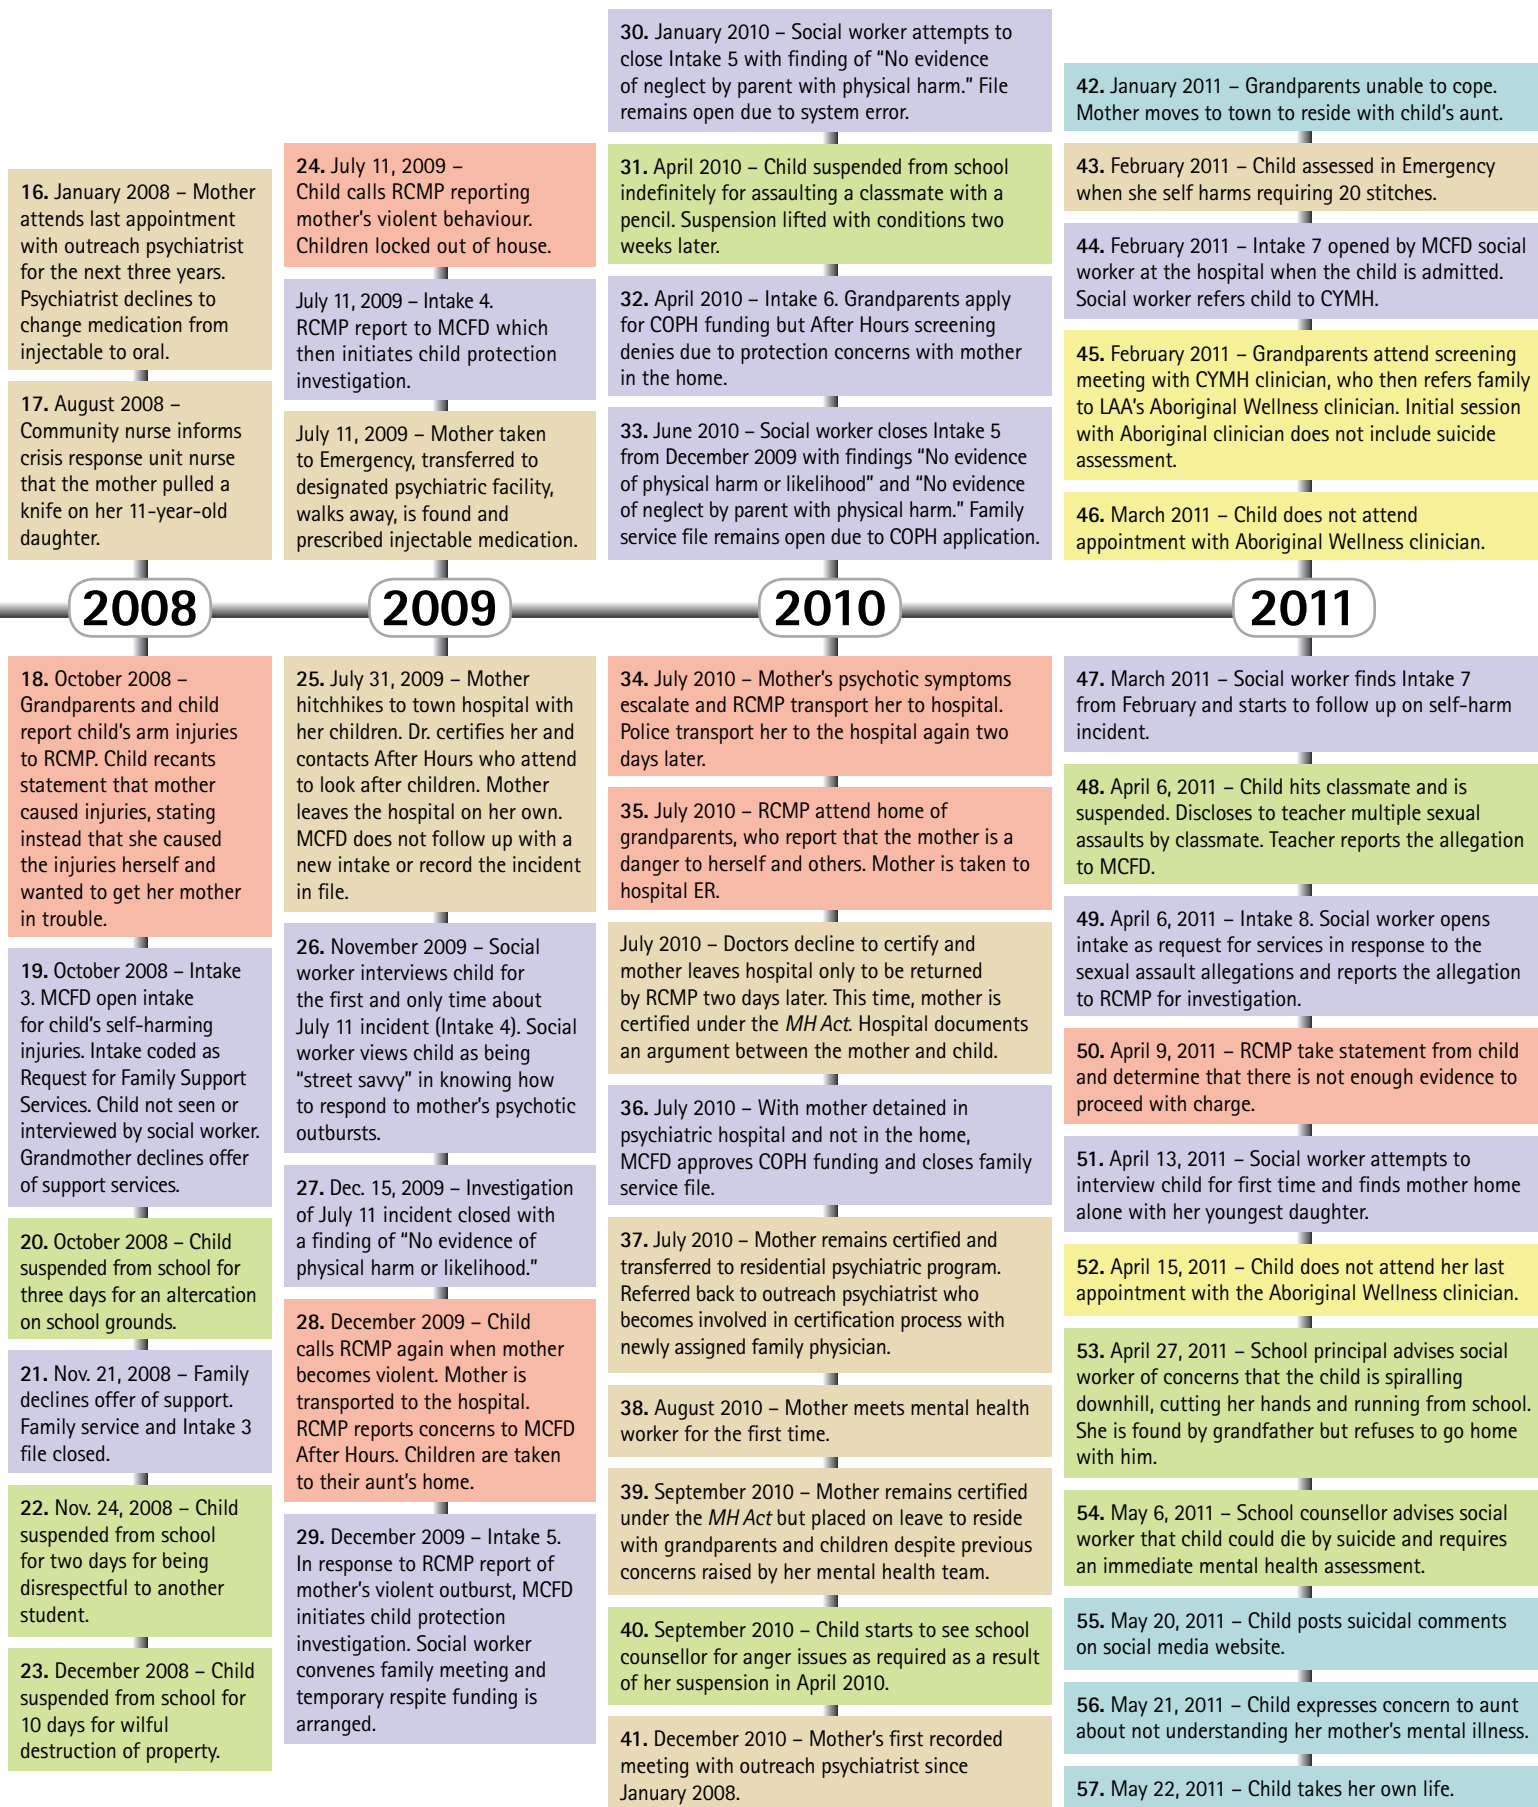 16. January 2008 – Mother
attends last appointment
with outreach psychiatrist
for the next three years.
Psychiatrist declines to
change medication from
injectable to oral.
17. August 2008 –
Community nurse informs
crisis response unit nurse
that the mother pulled a
knife on her 11-year-old
daughter.
2008
18. October 2008 –
Grandparents and child
report child's arm injuries
to RCMP. Child recants
statement that mother
caused injuries, stating
instead that she caused
the injuries herself and
wanted to get her mother
in trouble.
19. October 2008 – Intake
3. MCFD open intake
for child's self-harming
injuries. Intake coded as
Request for Family Support
Services. Child not seen or
interviewed by social worker.
Grandmother declines offer
of support services.
20. October 2008 – Child
suspended from school for
three days for an altercation
on school grounds.
21. Nov. 21, 2008 – Family
declines offer of support.
Family service and Intake 3
file closed.
22. Nov. 24, 2008 – Child
suspended from school
for two days for being
disrespectful to another
student.
23. December 2008 – Child
suspended from school for
10 days for wilful
destruction of property.
24. July 11, 2009 –
Child calls RCMP reporting
mother's violent behaviour.
Children locked out of house.
July 11, 2009 – Intake 4.
RCMP report to MCFD which
then initiates child protection
investigation.
July 11, 2009 – Mother taken
to Emergency, transferred to
designated psychiatric facility,
walks away, is found and
prescribed injectable medication.
2009
25. July 31, 2009 – Mother
hitchhikes to town hospital with
her children. Dr. certifies her and
contacts After Hours who attend
to look after children. Mother
leaves the hospital on her own.
MCFD does not follow up with a
new intake or record the incident
in file.
26. November 2009 – Social
worker interviews child for
the first and only time about
July 11 incident (Intake 4). Social
worker views child as being
"street savvy" in knowing how
to respond to mother's psychotic
outbursts.
27. Dec. 15, 2009 – Investigation
of July 11 incident closed with
a finding of "No evidence of
physical harm or likelihood."
28. December 2009 – Child
calls RCMP again when mother
becomes violent. Mother is
transported to the hospital.
RCMP reports concerns to MCFD
After Hours. Children are taken
to their aunt's home.
29. December 2009 – Intake 5.
In response to RCMP report of
mother's violent outburst, MCFD
initiates child protection
investigation. Social worker
convenes family meeting and
temporary respite funding is
arranged.
30. January 2010 – Social worker attempts to
close Intake 5 with finding of "No evidence
of neglect by parent with physical harm." File
remains open due to system error.
31. April 2010 – Child suspended from school
indefinitely for assaulting a classmate with a
pencil. Suspension lifted with conditions two
weeks later.
32. April 2010 – Intake 6. Grandparents apply
for COPH funding but After Hours screening
denies due to protection concerns with mother
in the home.
33. June 2010 – Social worker closes Intake 5
from December 2009 with findings "No evidence
of physical harm or likelihood" and "No evidence
of neglect by parent with physical harm." Family
service file remains open due to COPH application.
2010
34. July 2010 – Mother's psychotic symptoms
escalate and RCMP transport her to hospital.
Police transport her to the hospital again two
days later.
35. July 2010 – RCMP attend home of
grandparents, who report that the mother is a
danger to herself and others. Mother is taken to
hospital ER.
July 2010 – Doctors decline to certify and
mother leaves hospital only to be returned
by RCMP two days later. This time, mother is
certified under the MH Act. Hospital documents
an argument between the mother and child.
36. July 2010 – With mother detained in
psychiatric hospital and not in the home,
MCFD approves COPH funding and closes family
service file.
37. July 2010 – Mother remains certified and
transferred to residential psychiatric program.
Referred back to outreach psychiatrist who
becomes involved in certification process with
newly assigned family physician.
38. August 2010 – Mother meets mental health
worker for the first time.
39. September 2010 – Mother remains certified
under the MH Act but placed on leave to reside
with grandparents and children despite previous
concerns raised by her mental health team.
40. September 2010 – Child starts to see school
counsellor for anger issues as required as a result
of her suspension in April 2010.
41. December 2010 – Mother's first recorded
meeting with outreach psychiatrist since
January 2008.
42. January 2011 – Grandparents unable to cope.
Mother moves to town to reside with child's aunt.
43. February 2011 – Child assessed in Emergency
when she self harms requiring 20 stitches.
44. February 2011 – Intake 7 opened by MCFD social
worker at the hospital when the child is admitted.
Social worker refers child to CYMH.
45. February 2011 – Grandparents attend screening
meeting with CYMH clinician, who then refers family
to LAA's Aboriginal Wellness clinician. Initial session
with Aboriginal clinician does not include suicide
assessment.
46. March 2011 – Child does not attend
appointment with Aboriginal Wellness clinician.
2011
47. March 2011 – Social worker finds Intake 7
from February and starts to follow up on self-harm
incident.
48. April 6, 2011 – Child hits classmate and is
suspended. Discloses to teacher multiple sexual
assaults by classmate. Teacher reports the allegation
to MCFD.
49. April 6, 2011 – Intake 8. Social worker opens
intake as request for services in response to the
sexual assault allegations and reports the allegation
to RCMP for investigation.
50. April 9, 2011 – RCMP take statement from child
and determine that there is not enough evidence to
proceed with charge.
51. April 13, 2011 – Social worker attempts to
interview child for first time and finds mother home
alone with her youngest daughter.
52. April 15, 2011 – Child does not attend her last
appointment with the Aboriginal Wellness clinician.
53. April 27, 2011 – School principal advises social
worker of concerns that the child is spiralling
downhill, cutting her hands and running from school.
She is found by grandfather but refuses to go home
with him.
54. May 6, 2011 – School counsellor advises social
worker that child could die by suicide and requires
an immediate mental health assessment.
55. May 20, 2011 – Child posts suicidal comments
on social media website.
56. May 21, 2011 – Child expresses concern to aunt
about not understanding her mother's mental illness.
57. May 22, 2011 – Child takes her own life.